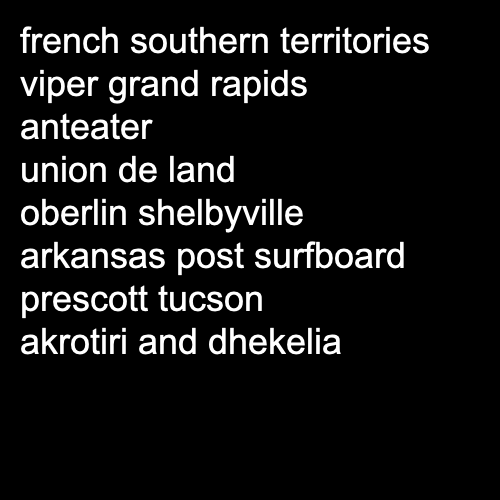 french southern territories
viper grand rapids
anteater
union de land
oberlin shelbyville
arkansas post surfboard
prescott tucson
akrotiri and dhekelia